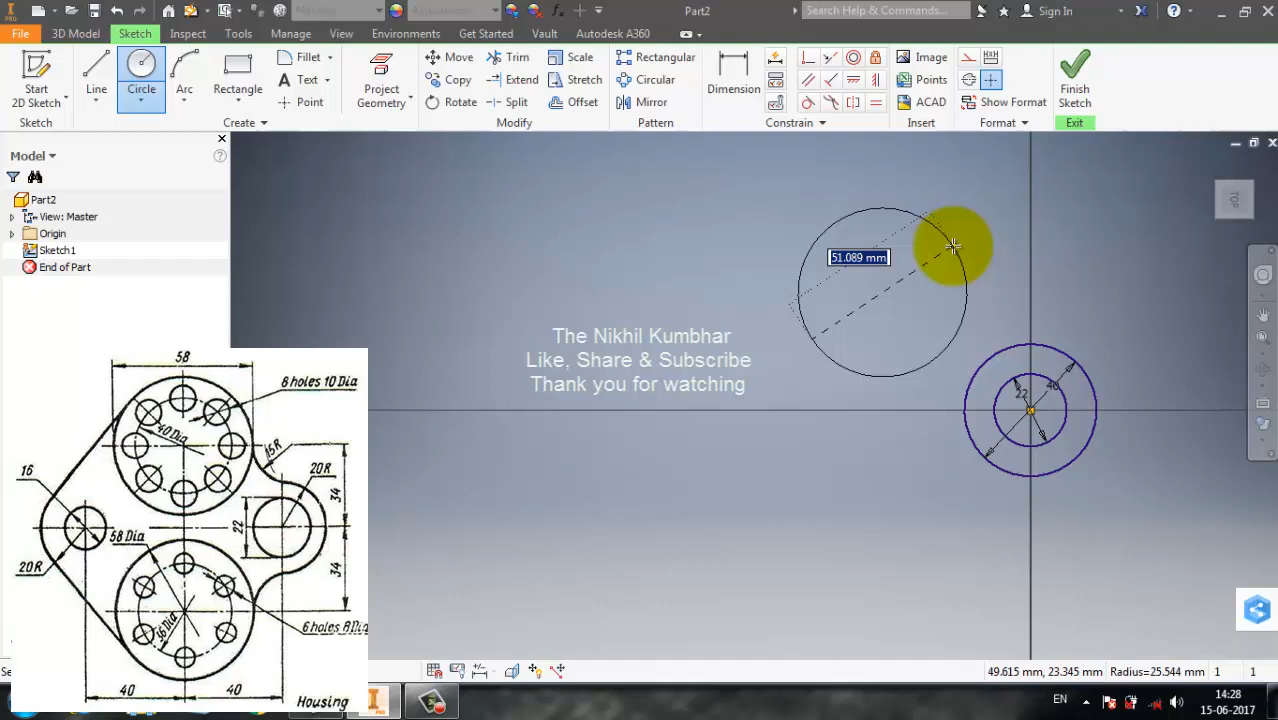 Part2
Search Help & Commands...
Sign In
File
3D Model
Sketch
Inspect
Tools
Manage
View
Environments
Get Started
Vault
Autodesk A360
Start
2D Sketch
Line
Circle
Arc
Rectangle
Fillet
Text
Point
Project
Geometry
Move
Trim
Scale
Copy
Extend
Stretch
Rotate
Split
Offset
Rectangular
Circular
Mirror
Dimension
Image
Points
ACAD
Show Format
Finish
Sketch
Sketch
Create
Modify
Pattern
Constrain
Insert
Format
Exit
Model
Part2
View: Master
Origin
Sketch1
End of Part
TOP
51.089 mm
The Nikhil Kumbhar
Like, Share & Subscribe
Thank you for watching
22
40
58
8 holes 10 Dia
40 Dia
15R
20R
34
16
22
58 Dia
34
20R
36 Dia
6 holes 8 Dia
40
40
Housing
49.615 mm, 23.345 mm
Radius=25.544 mm
1
1
EN
14:28
15-06-2017